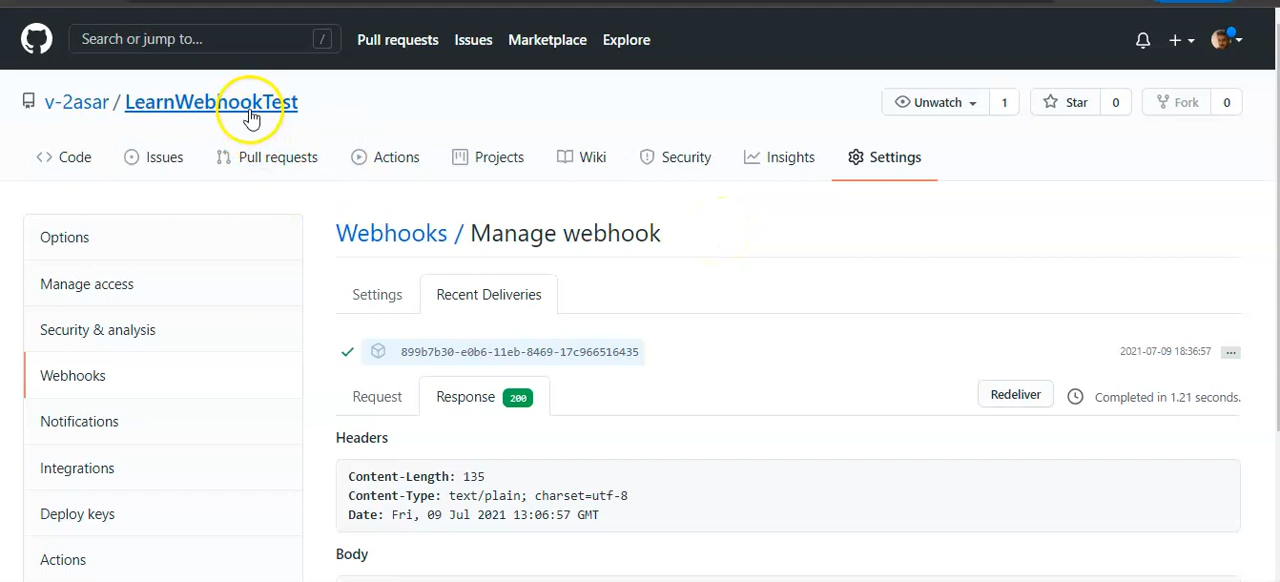 Search or jump to... / Pull requests Issues Marketplace Explore
v-2asar / LearnWebhookTest Unwatch 1 Star 0 Fork 0
Code Issues Pull requests Actions Projects Wiki Security Insights Settings
Options
Manage access
Security & analysis
Webhooks
Notifications
Integrations
Deploy keys
Actions
Webhooks / Manage webhook
Settings Recent Deliveries
899b7b30-e0b6-11eb-8469-17c966516435 2021-07-09 18:36:57 ...
Request Response 200 Redeliver Completed in 1.21 seconds.
Headers
Content-Length: 135
Content-Type: text/plain; charset=utf-8
Date: Fri, 09 Jul 2021 13:06:57 GMT
Body